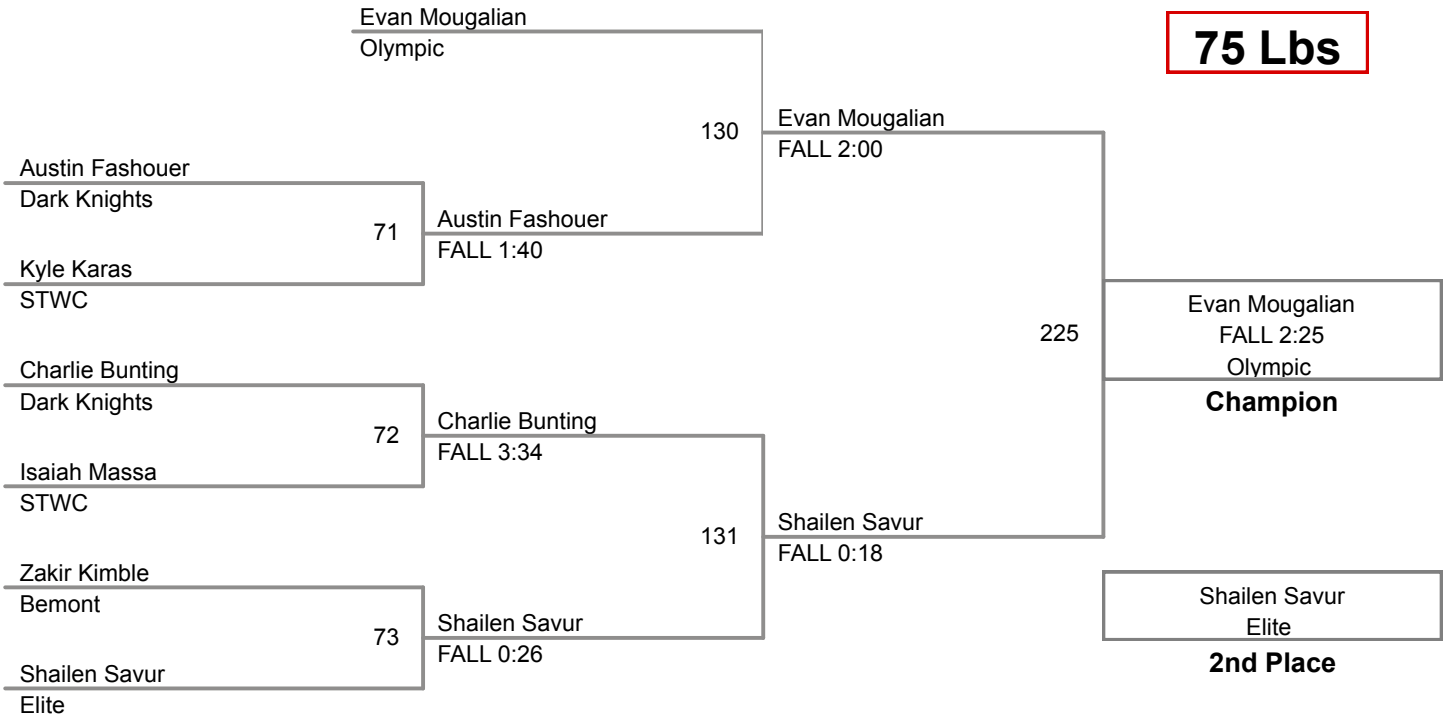 Evan Mougalian
Olympic
75 Lbs
130
Evan Mougalian
FALL 2:00
Austin Fashouer
Dark Knights
71
Austin Fashouer
FALL 1:40
Kyle Karas
STWC
225
Evan Mougalian
FALL 2:25
Olympic
Champion
Charlie Bunting
Dark Knights
72
Charlie Bunting
FALL 3:34
Isaiah Massa
STWC
131
Shailen Savur
FALL 0:18
Zakir Kimble
Bemont
73
Shailen Savur
FALL 0:26
Shailen Savur
Elite
Shailen Savur
Elite
2nd Place